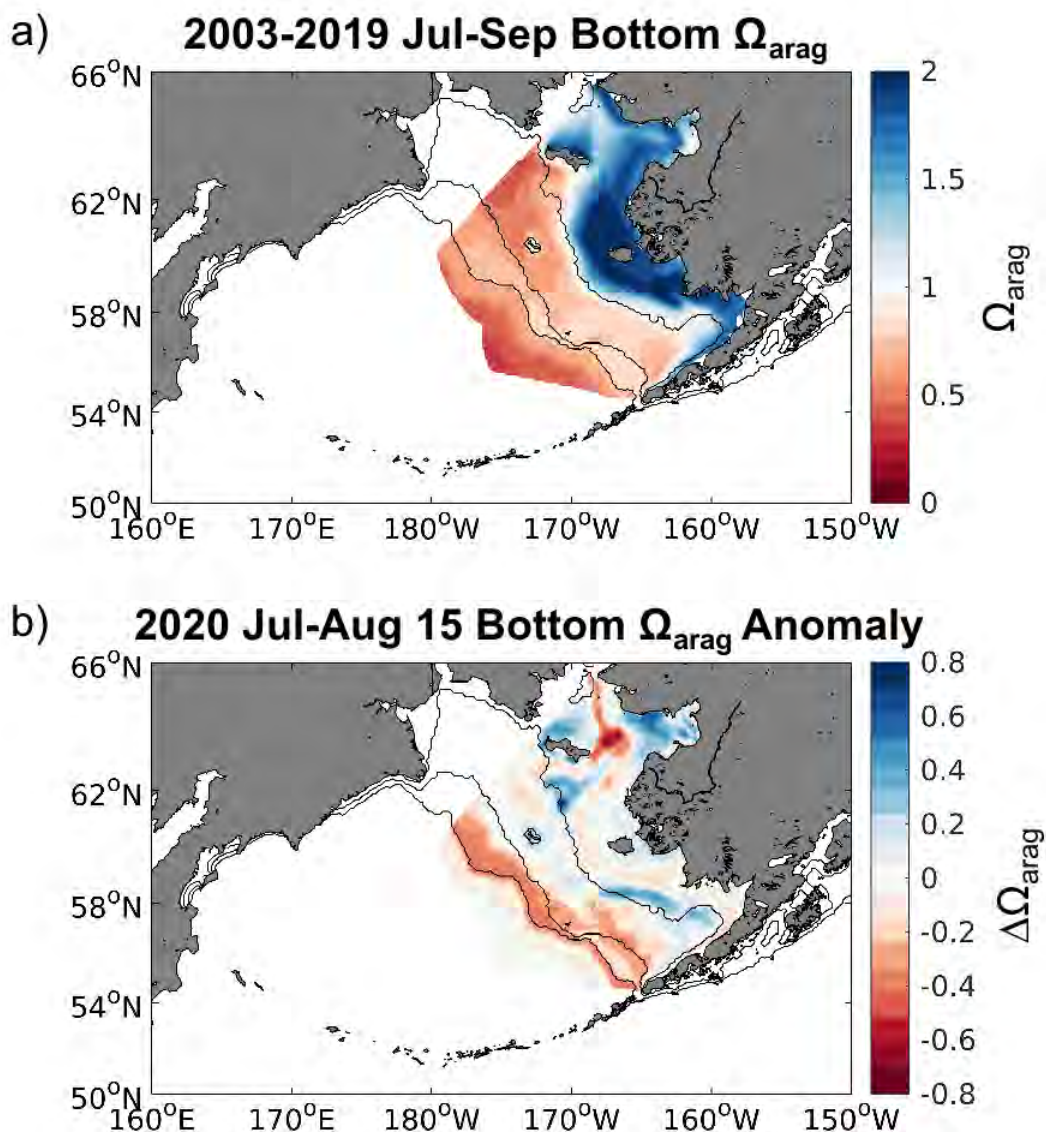 a)
2003-2019 Jul-Sep Bottom Ωarag
66°N
62°N
58°N
54°N
50°N
160°E
170°E
180°W
170°W
160°W
150°W
2
1.5
1
0.5
0
Ωarag
b)
2020 Jul-Aug 15 Bottom Ωarag Anomaly
66°N
62°N
58°N
54°N
50°N
160°E
170°E
180°W
170°W
160°W
150°W
0.8
0.6
0.4
0.2
0
-0.2
-0.4
-0.6
-0.8
ΔΩarag